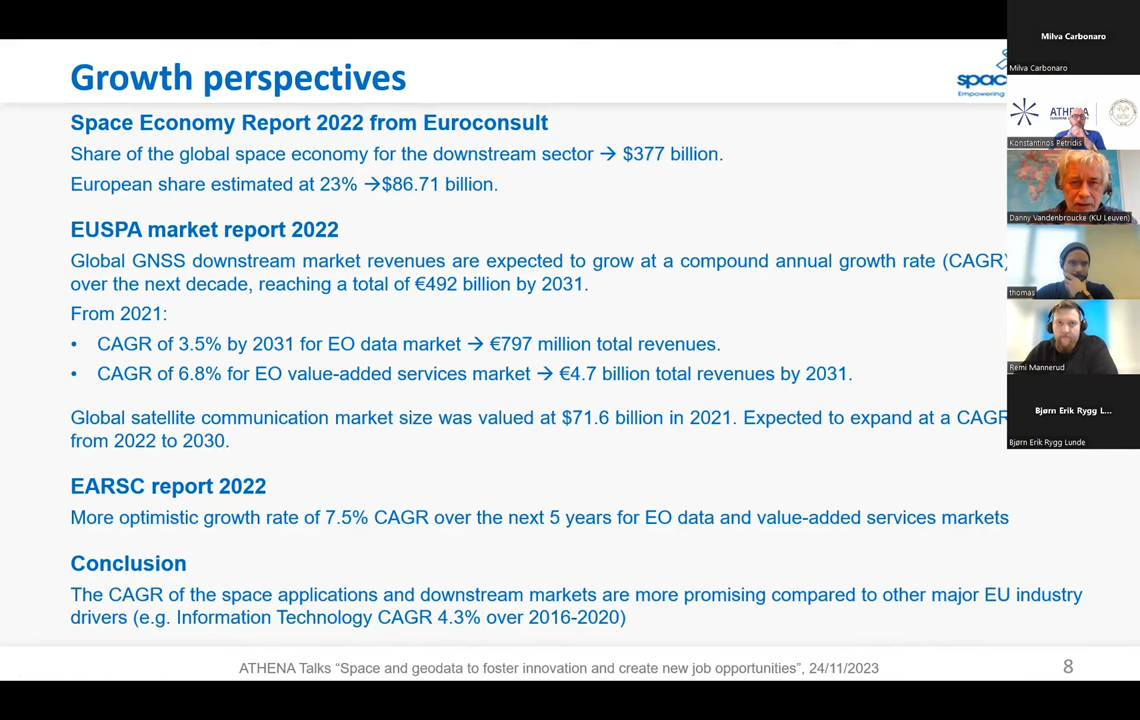 Growth perspectives
Space Economy Report 2022 from Euroconsult
Share of the global space economy for the downstream sector → $377 billion.
European share estimated at 23% →$86.71 billion.
EUSPA market report 2022
Global GNSS downstream market revenues are expected to grow at a compound annual growth rate (CAGR)
over the next decade, reaching a total of €492 billion by 2031.
From 2021:
• CAGR of 3.5% by 2031 for EO data market → €797 million total revenues.
• CAGR of 6.8% for EO value-added services market → €4.7 billion total revenues by 2031.
Global satellite communication market size was valued at $71.6 billion in 2021. Expected to expand at a CAGR
from 2022 to 2030.
EARSC report 2022
More optimistic growth rate of 7.5% CAGR over the next 5 years for EO data and value-added services markets
Conclusion
The CAGR of the space applications and downstream markets are more promising compared to other major EU industry
drivers (e.g. Information Technology CAGR 4.3% over 2016-2020)
ATHENA Talks “Space and geodata to foster innovation and create new job opportunities”, 24/11/2023
8
spac
Empowering
Milva Carbonaro
Milva Carbonaro
ATHENA
Konstantinos Petridis
Danny Vandenbroucke (KU Leuven)
thomas
Remi Mannerud
Bjørn Erik Rygg L...
Bjørn Erik Rygg Lunde